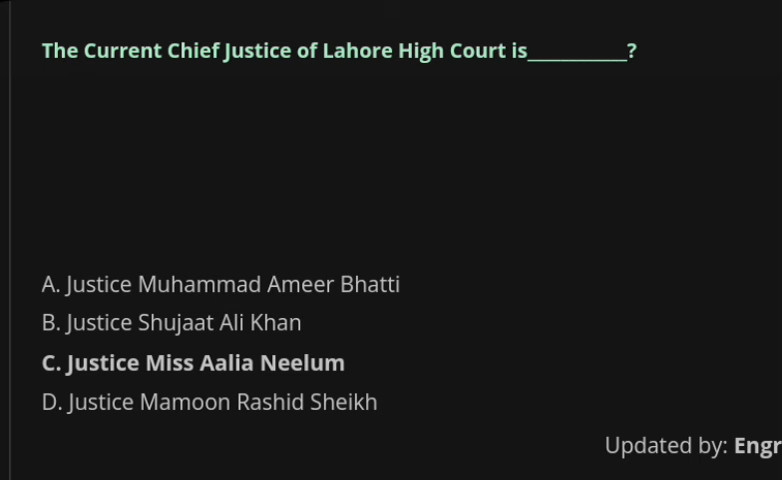 The Current Chief Justice of Lahore High Court is__________?
A. Justice Muhammad Ameer Bhatti
B. Justice Shujaat Ali Khan
C. Justice Miss Aalia Neelum
D. Justice Mamoon Rashid Sheikh
Updated by: Engr